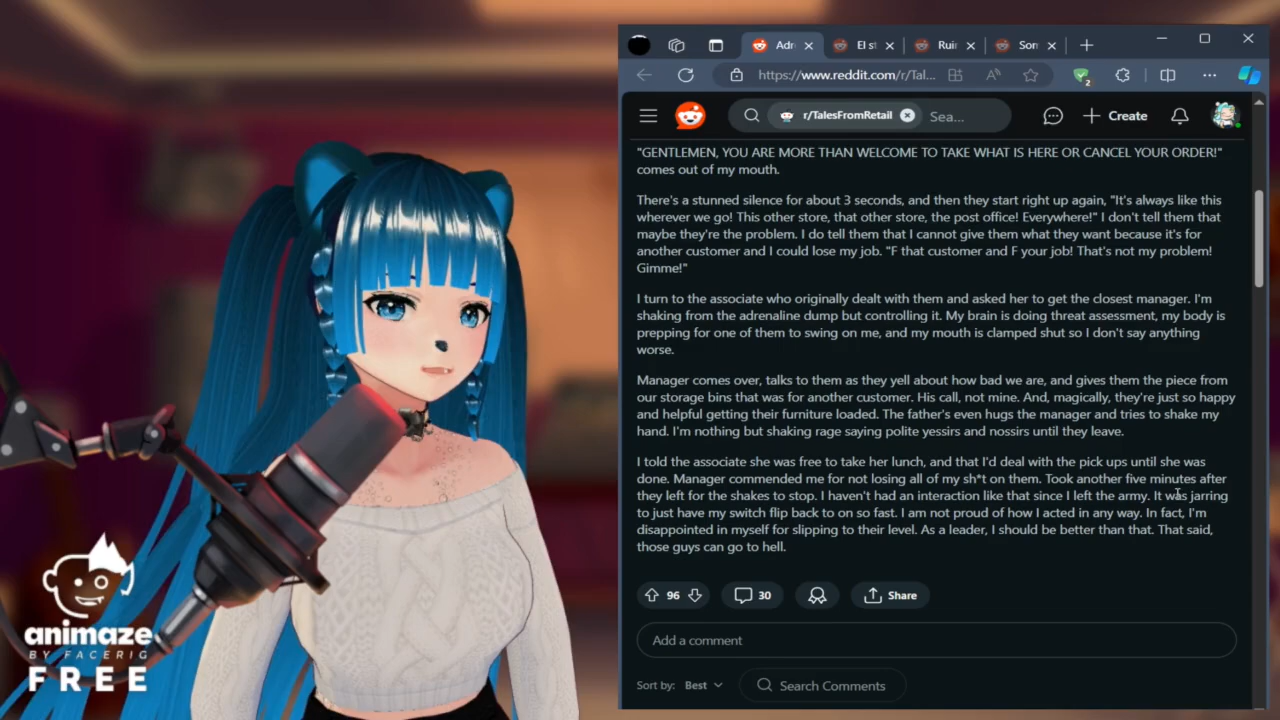 Adr
El st
Ruir
Son
https://www.reddit.com/r/Tal...
2
r/TalesFromRetail
Sea...
Create
"GENTLEMEN, YOU ARE MORE THAN WELCOME TO TAKE WHAT IS HERE OR CANCEL YOUR ORDER!"
comes out of my mouth.
There's a stunned silence for about 3 seconds, and then they start right up again, "It's always like this
wherever we go! This other store, that other store, the post office! Everywhere!" I don't tell them that
maybe they're the problem. I do tell them that I cannot give them what they want because it's for
another customer and I could lose my job. "F that customer and F your job! That's not my problem!
Gimme!"
I turn to the associate who originally dealt with them and asked her to get the closest manager. I'm
shaking from the adrenaline dump but controlling it. My brain is doing threat assessment, my body is
prepping for one of them to swing on me, and my mouth is clamped shut so I don't say anything
worse.
Manager comes over, talks to them as they yell about how bad we are, and gives them the piece from
our storage bins that was for another customer. His call, not mine. And, magically, they're just so happy
and helpful getting their furniture loaded. The father's even hugs the manager and tries to shake my
hand. I'm nothing but shaking rage saying polite yessirs and nossirs until they leave.
I told the associate she was free to take her lunch, and that I'd deal with the pick ups until she was
done. Manager commended me for not losing all of my sh*t on them. Took another five minutes after
they left for the shakes to stop. I haven't had an interaction like that since I left the army. It was jarring
to just have my switch flip back to on so fast. I am not proud of how I acted in any way. In fact, I'm
disappointed in myself for slipping to their level. As a leader, I should be better than that. That said,
those guys can go to hell.
96
30
Share
Add a comment
Sort by: Best
Search Comments
animaze
BY FACERIG
FREE